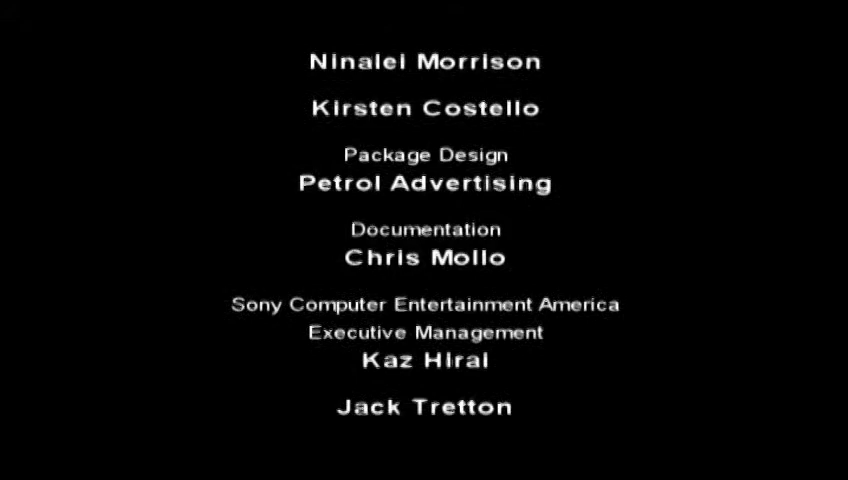 Ninalei Morrison
Kirsten Costello
Package Design
Petrol Advertising
Documentation
Chris Mollo
Sony Computer Entertainment America
Executive Management
Kaz Hirai
Jack Tretton